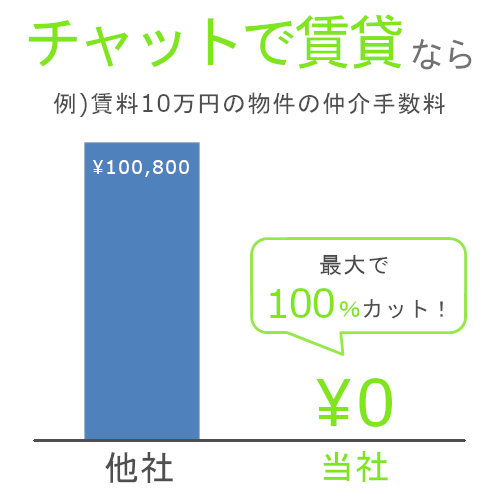 チャットで賃貸なら
例)賃料10万円の物件の仲介手数料
¥100,800
最大で
100%カット！
¥0
他社
当社